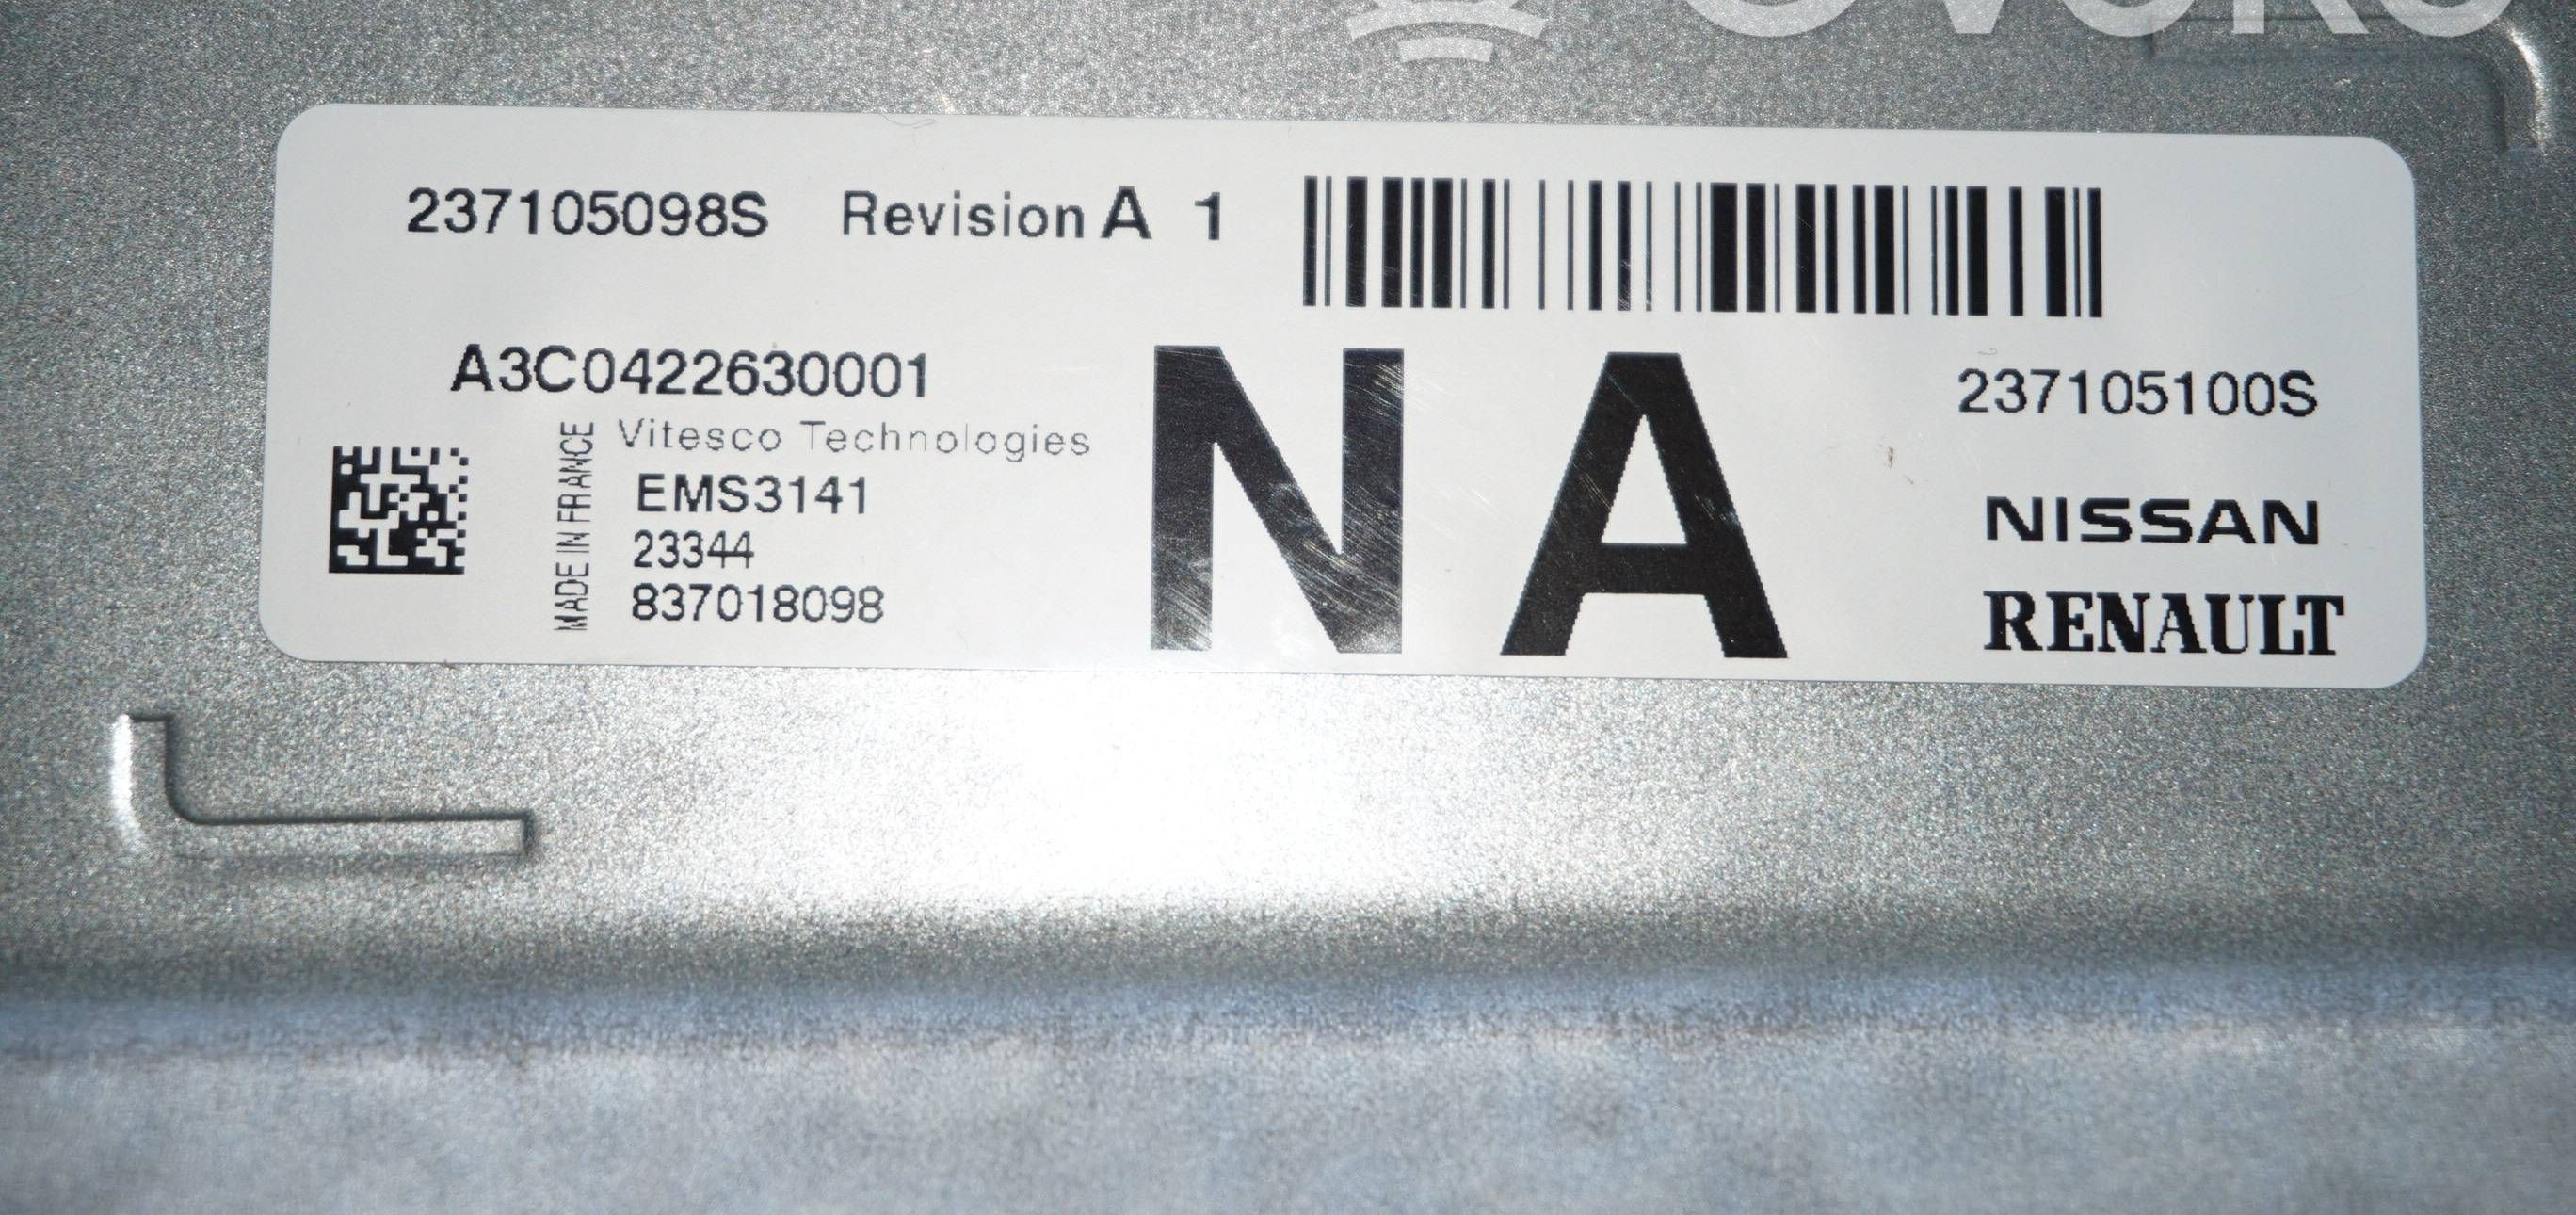 237105098S Revision A 1
A3C0422630001
Vitesco Technologies
MADE IN FRANCE
EMS3141
23344
837018098
NA
237105100S
NISSAN
RENAULT